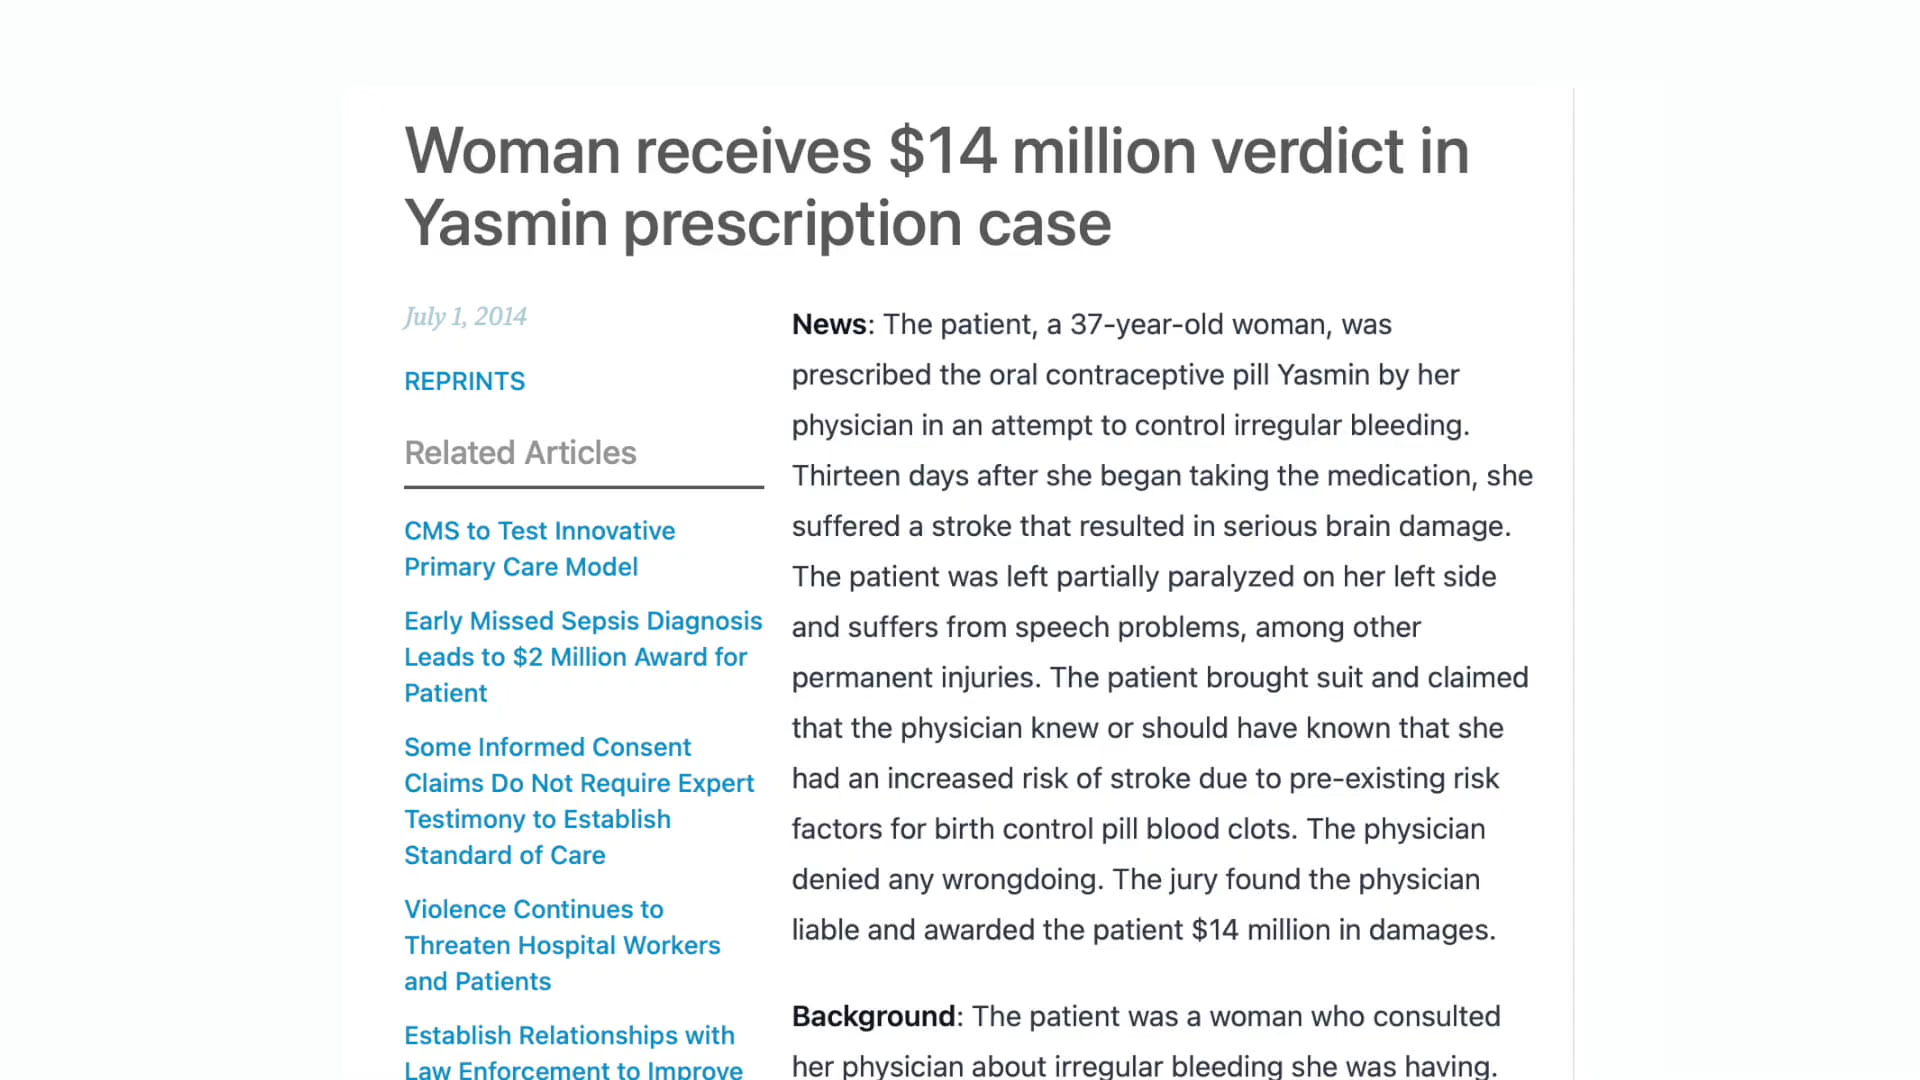 Woman receives $14 million verdict in
Yasmin prescription case
July 1, 2014
REPRINTS
Related Articles
CMS to Test Innovative
Primary Care Model
Early Missed Sepsis Diagnosis
Leads to $2 Million Award for
Patient
Some Informed Consent
Claims Do Not Require Expert
Testimony to Establish
Standard of Care
Violence Continues to
Threaten Hospital Workers
and Patients
Establish Relationships with
Law Enforcement to Improve
News: The patient, a 37-year-old woman, was
prescribed the oral contraceptive pill Yasmin by her
physician in an attempt to control irregular bleeding.
Thirteen days after she began taking the medication, she
suffered a stroke that resulted in serious brain damage.
The patient was left partially paralyzed on her left side
and suffers from speech problems, among other
permanent injuries. The patient brought suit and claimed
that the physician knew or should have known that she
had an increased risk of stroke due to pre-existing risk
factors for birth control pill blood clots. The physician
denied any wrongdoing. The jury found the physician
liable and awarded the patient $14 million in damages.
Background: The patient was a woman who consulted
her physician about irregular bleeding she was having.